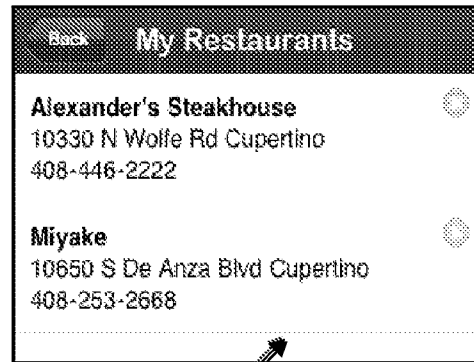 Back
My Restaurants
Alexander's Steakhouse
10330 N Wolfe Rd Cupertino
408-446-2222
Miyake
10650 S De Anza Blvd Cupertino
408-253-2668